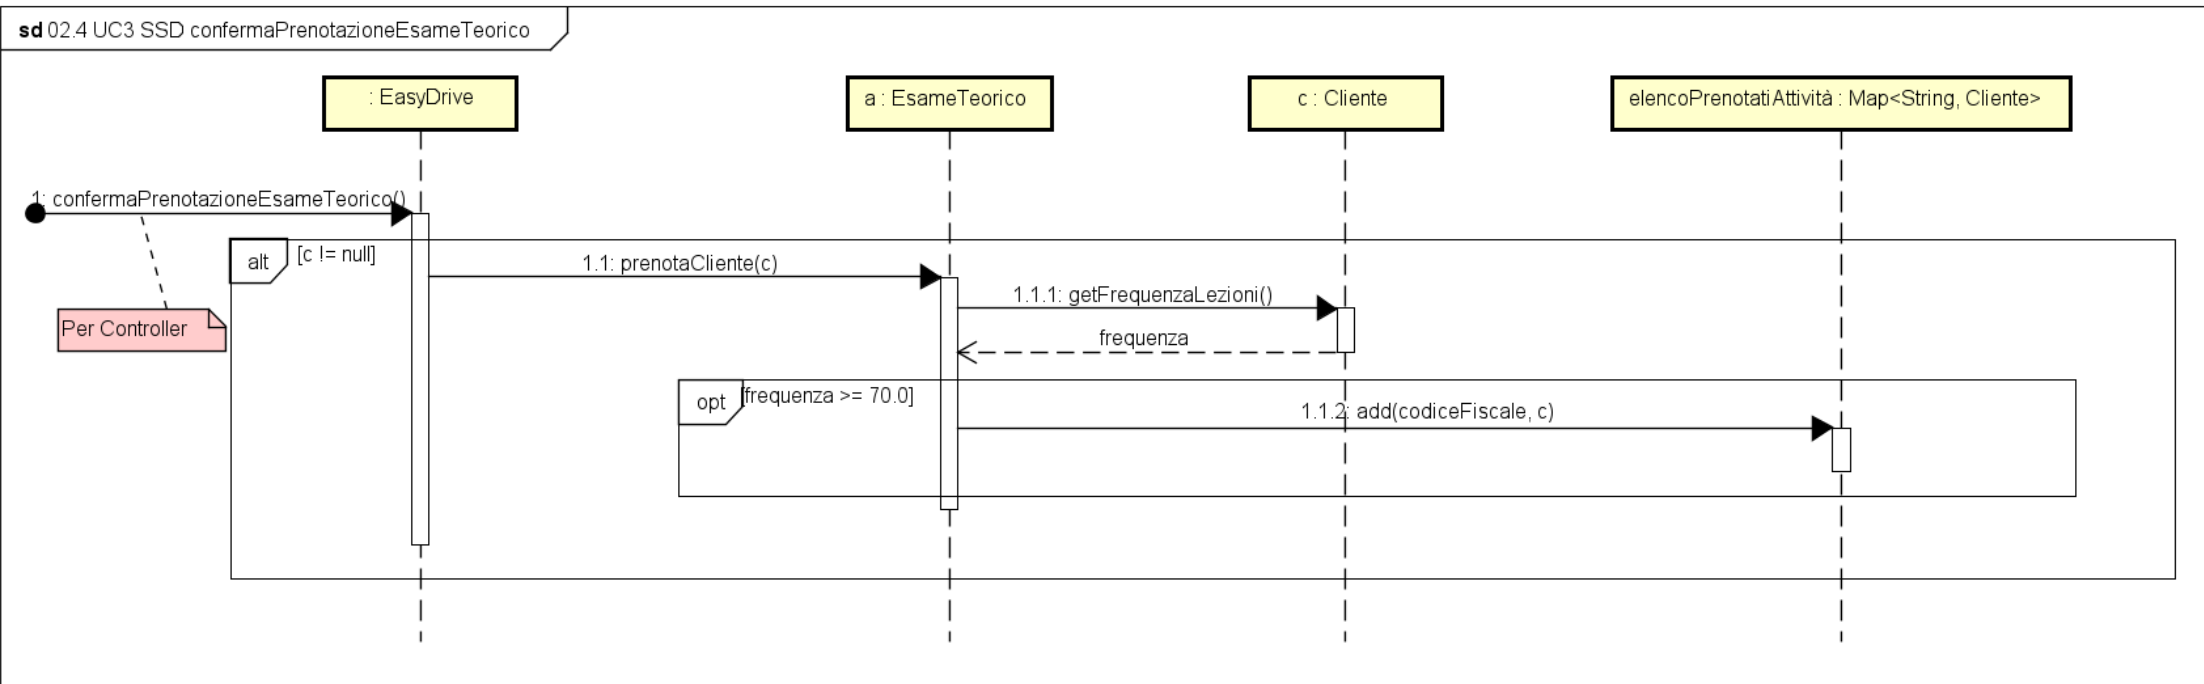 sd 02.4 UC3 SSD confermaPrenotazioneEsameTeorico
: EasyDrive
a : EsameTeorico
c : Cliente
elencoPrenotatiAttività : Map<String, Cliente>
1: confermaPrenotazioneEsameTeorico()
alt
[c != null]
1.1: prenotaCliente(c)
1.1.1: getFrequenzaLezioni()
Per Controller
frequenza
opt
[frequenza >= 70.0]
1.1.2: add(codiceFiscale, c)